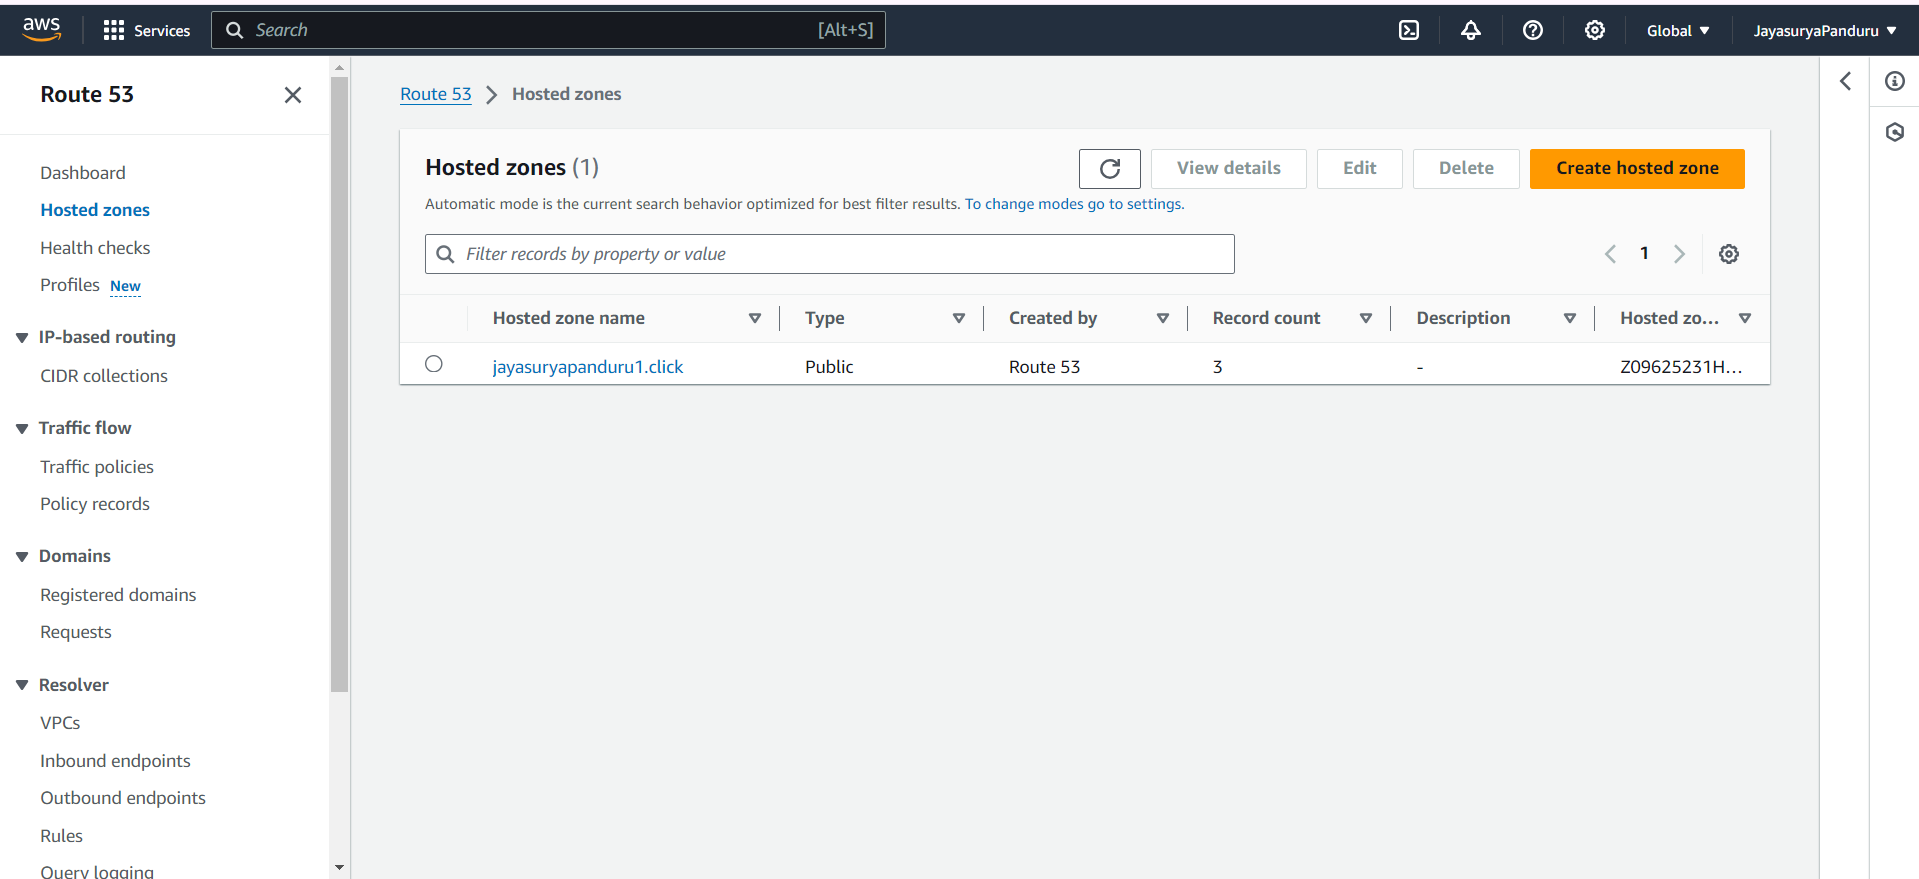 aws Services Search [Alt+S] Global JayasuryaPanduru
Route 53
Dashboard
Hosted zones
Health checks
Profiles New
IP-based routing
CIDR collections
Traffic flow
Traffic policies
Policy records
Domains
Registered domains
Requests
Resolver
VPCs
Inbound endpoints
Outbound endpoints
Rules
Query logging
Route 53 Hosted zones
Hosted zones (1) View details Edit Delete Create hosted zone
Automatic mode is the current search behavior optimized for best filter results. To change modes go to settings.
Filter records by property or value 1
Hosted zone name Type Created by Record count Description Hosted zo...
jayasuryapanduru1.click Public Route 53 3 - Z09625231H...